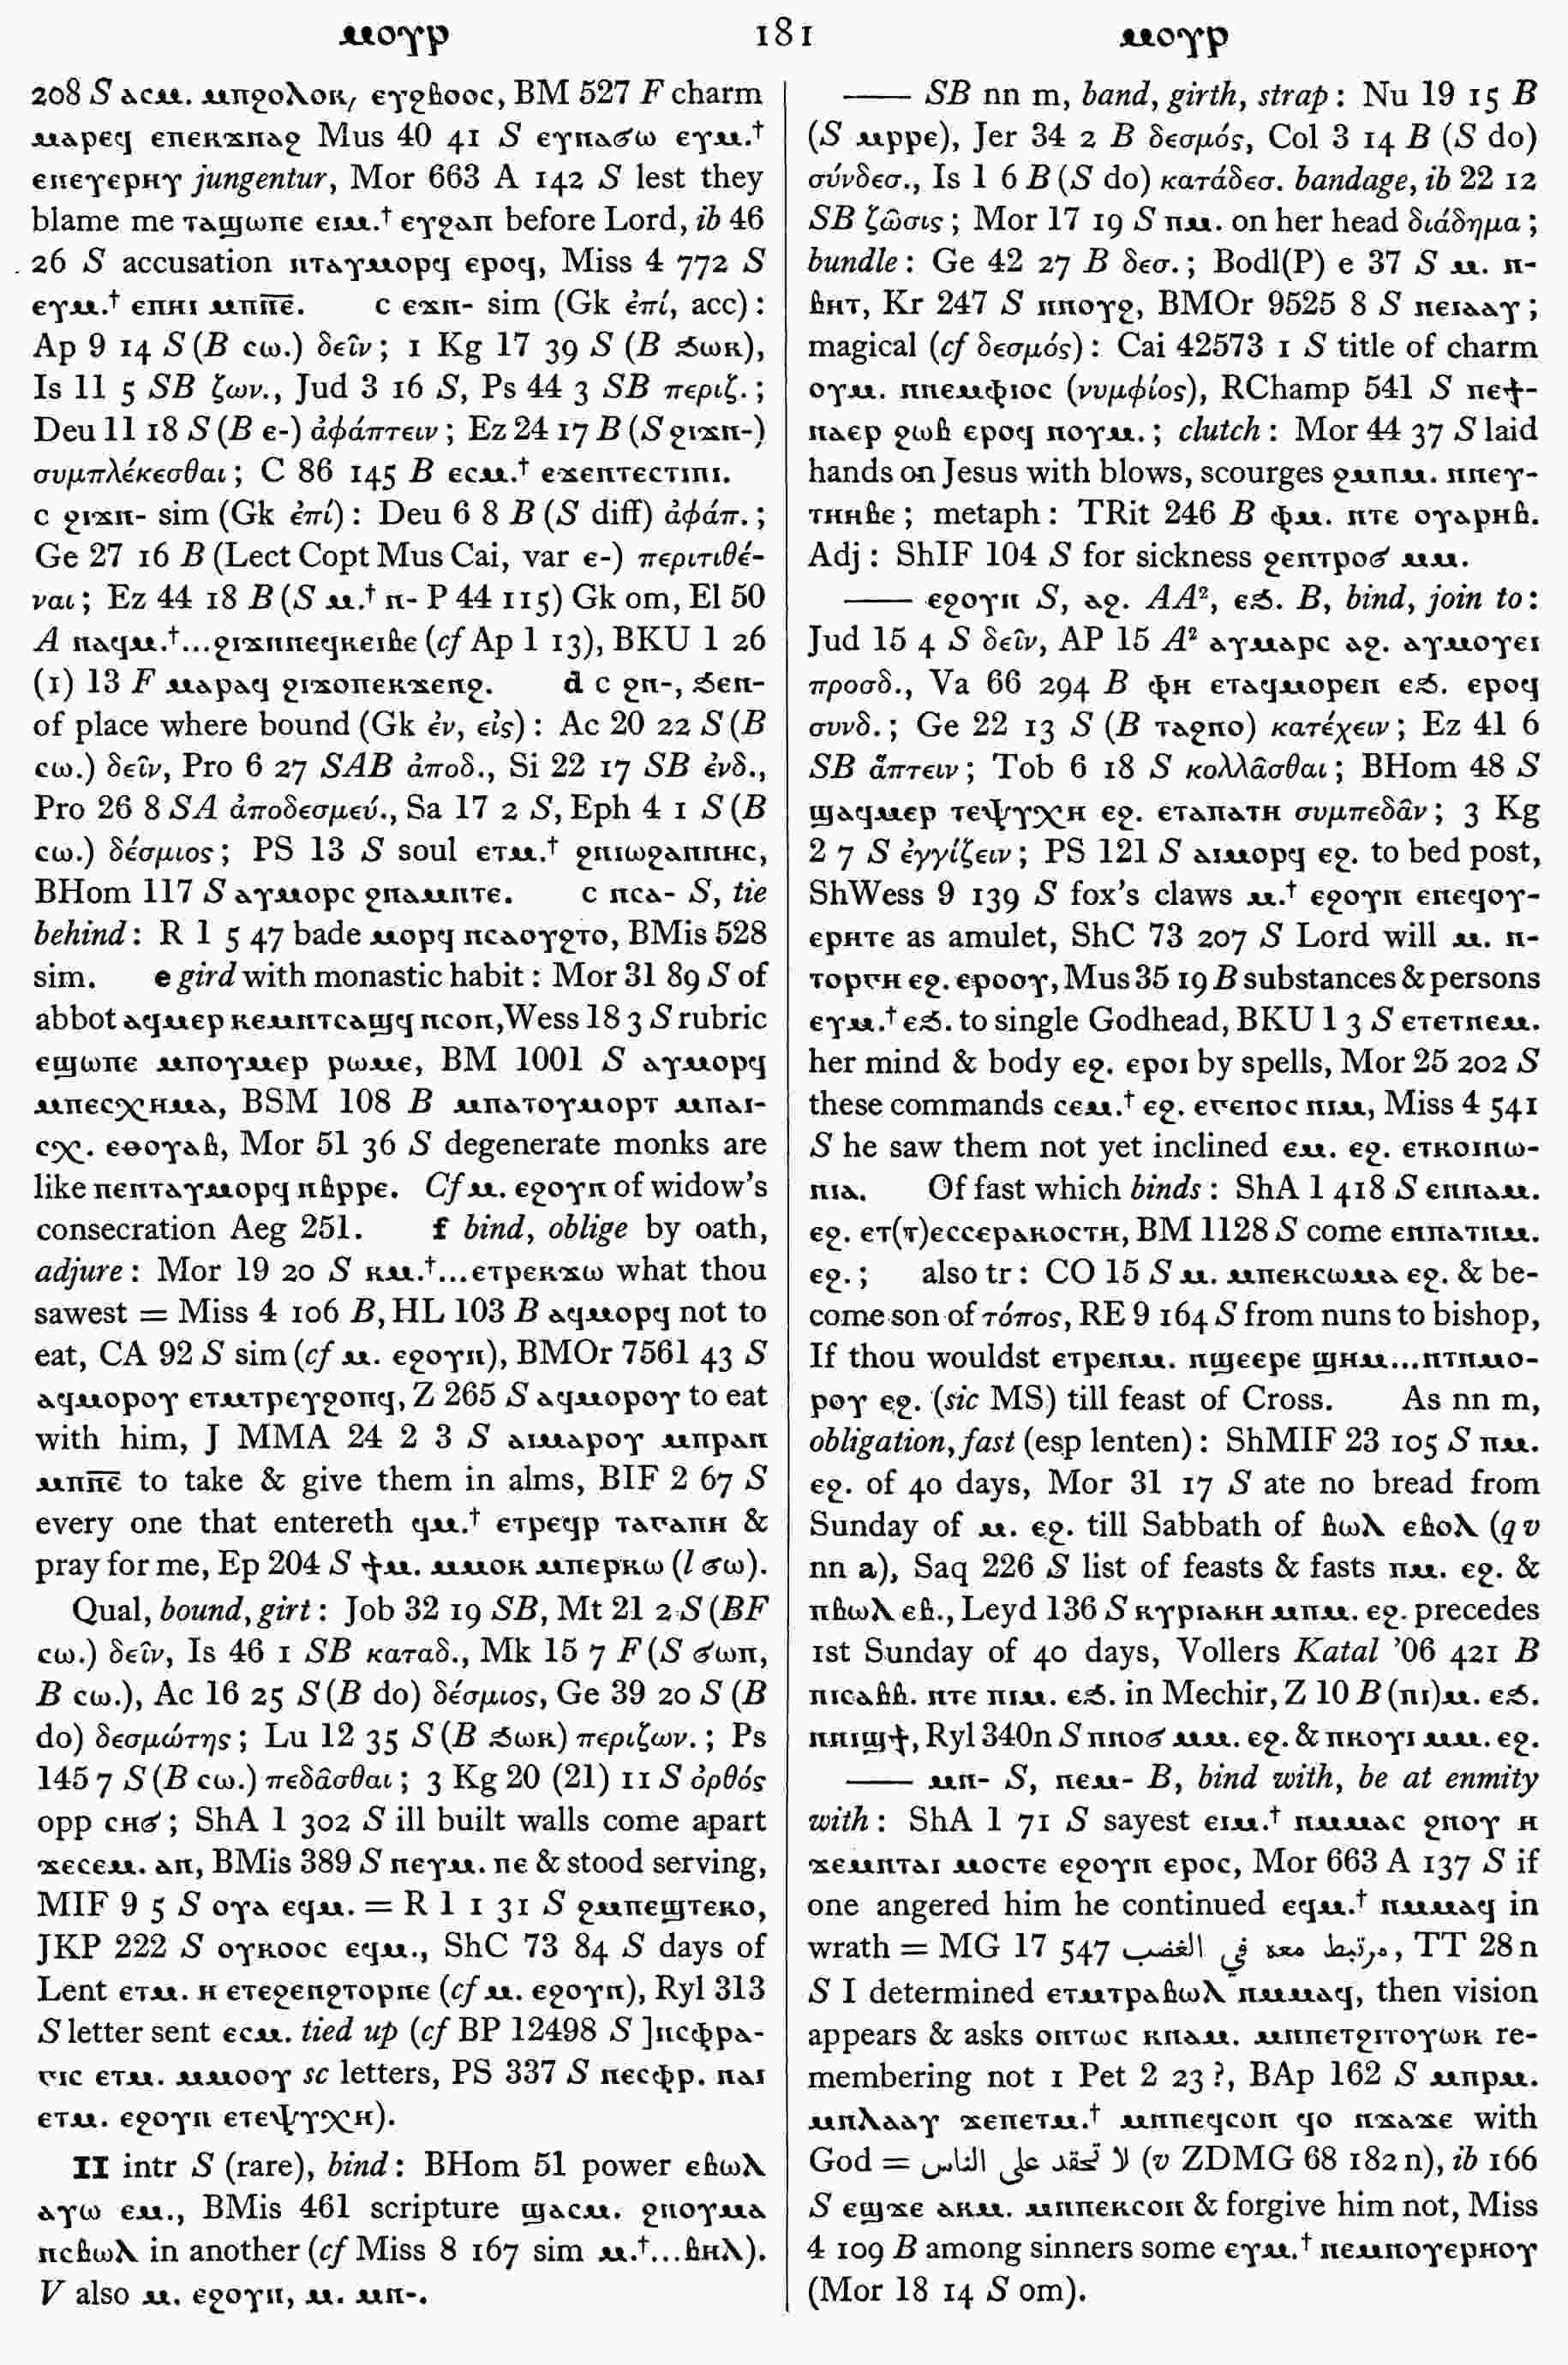 ⲙⲟⲩⲣ 181 ⲙⲟⲩⲣ
208 S ⲁⲥⲙ. ⲙⲡϩⲟⲗⲟⲕ/ ⲉⲩϩⲃⲟⲟⲥ, BM 527 F charm
ⲙⲁⲣⲉϥ ⲉⲡⲉⲕϫⲛⲁϩ Mus 40 41 S ⲉⲩⲛⲁϭⲱ ⲉⲩⲙ.†
ⲉⲛⲉⲩⲉⲣⲏⲩ jungentur, Mor 663 A 142 S lest they
blame me ⲧⲁϣⲱⲡⲉ ⲉⲓⲙ.† ⲉⲩϩⲁⲡ before Lord, ib 46
26 S accusation ⲛⲧⲁⲩⲙⲟⲣϥ ⲉⲣⲟϥ, Miss 4 772 S
ⲉⲩⲙ.† ⲉⲡⲏⲓ ⲙⲡⲛ̅ⲉ̅. c ⲉϫⲛ- sim (Gk ἐπί, acc):
Ap 9 14 S (B ⲥⲱ.) δεῖν; 1 Kg 17 39 S (B ϧⲱⲕ),
Is 11 5 SB ζων., Jud 3 16 S, Ps 44 3 SB περιζ.;
Deu 11 18 S (B ⲉ-) ἀφάπτειν; Ez 24 17 B (S ϩⲓϫⲛ-)
συμπλέκεσθαι; C 86 145 B ⲉⲥⲙ.† ⲉϫⲉⲛⲧⲉⲥⲧⲓⲡⲓ.
c ϩⲓϫⲛ- sim (Gk ἐπί): Deu 6 8 B (S diff) ἀφάπ.;
Ge 27 16 B (Lect Copt Mus Cai, var ⲉ-) περιτιθέ-
ναι; Ez 44 18 B (S ⲙ.† ⲛ- P 44 115) Gk om, El 50
A ⲛⲁϥⲙ.†...ϩⲓϫⲛⲛⲉϥⲕⲉⲓⲃⲉ (cf Ap 1 13), BKU 1 26
(1) 13 F ⲙⲁⲣⲁϥ ϩⲓϫⲟⲡⲉⲕϫⲉⲛϩ. d c ϩⲛ-, ϧⲉⲛ-
of place where bound (Gk ἐν, εἰς): Ac 20 22 S (B
ⲥⲱ.) δεῖν, Pro 6 27 SAB ἀποδ., Si 22 17 SB ἐνδ.,
Pro 26 8 SA ἀποδεσμεύ., Sa 17 2 S, Eph 4 1 S (B
ⲥⲱ.) δέσμιος; PS 13 S soul ⲉⲧⲙ.† ϩⲛⲓⲱϩⲁⲛⲛⲏⲥ,
BHom 117 S ⲁⲩⲙⲟⲣⲥ ϩⲛⲁⲙⲛⲧⲉ. c ⲛⲥⲁ- S, tie
behind: R 1 5 47 bade ⲙⲟⲣϥ ⲛⲥⲁⲟⲩϩⲧⲟ, BMis 528
sim. e gird with monastic habit: Mor 31 89 S of
abbot ⲁϥⲙⲉⲣ ⲕⲉⲙⲛⲧⲥⲁϣϥ ⲛⲥⲟⲛ, Wess 18 3 S rubric
ⲉϣⲱⲡⲉ ⲙⲡⲟⲩⲙⲉⲣ ⲣⲱⲙⲉ, BM 1001 S ⲁⲩⲙⲟⲣϥ
ⲙⲡⲉⲥⲭⲏⲙⲁ, BSM 108 B ⲙⲡⲁⲧⲟⲩⲙⲟⲣⲧ ⲙⲡⲁⲓ-
ⲥⲭ. ⲉⲑⲟⲩⲁⲃ, Mor 51 36 S degenerate monks are
like ⲡⲉⲛⲧⲁⲩⲙⲟⲣϥ ⲛⲃⲣⲣⲉ. Cf ⲙ. ⲉϩⲟⲩⲛ of widow's
consecration Aeg 251. f bind, oblige by oath,
adjure: Mor 19 20 S ⲕⲙ.†...ⲉⲧⲣⲉⲕϫⲱ what thou
sawest = Miss 4 106 B, HL 103 B ⲁϥⲙⲟⲣϥ not to
eat, CA 92 S sim (cf ⲙ. ⲉϩⲟⲩⲛ), BMOr 7561 43 S
ⲁϥⲙⲟⲣⲟⲩ ⲉⲧⲙⲧⲣⲉⲩϩⲟⲡϥ, Z 265 S ⲁϥⲙⲟⲣⲟⲩ to eat
with him, J MMA 24 2 3 S ⲁⲓⲙⲁⲣⲟⲩ ⲙⲡⲣⲁⲛ
ⲙⲡⲛ̅ⲉ̅ to take & give them in alms, BIF 2 67 S
every one that entereth ϥⲙ.† ⲉⲧⲣⲉϥⲣ ⲧⲁⲅⲁⲡⲏ &
pray for me, Ep 204 S ϯⲙ. ⲙⲙⲟⲕ ⲙⲡⲉⲣⲕⲱ (l ϭⲱ).
Qual, bound, girt: Job 32 19 SB, Mt 21 2 S (BF
ⲥⲱ.) δεῖν, Is 46 1 SB καταδ., Mk 15 7 F (S ϭⲱⲡ,
B ⲥⲱ.), Ac 16 25 S (B do) δέσμιος, Ge 39 20 S (B
do) δεσμώτης; Lu 12 35 S (B ϧⲱⲕ) περιζων.; Ps
145 7 S (B ⲥⲱ.) πεδᾶσθαι; 3 Kg 20 (21) 11 S ὀρθός
opp ⲥⲏϭ; ShA 1 302 S ill built walls come apart
ϫⲉⲥⲉⲙ. ⲁⲛ, BMis 389 S ⲛⲉⲩⲙ. ⲡⲉ & stood serving,
MIF 9 5 S ⲟⲩⲁ ⲉϥⲙ. = R 1 1 31 S ϩⲙⲡⲉϣⲧⲉⲕⲟ,
JKP 222 S ⲟⲩⲕⲟⲟⲥ ⲉϥⲙ., ShC 73 84 S days of
Lent ⲉⲧⲙ. ⲏ ⲉⲧⲉϩⲉⲛϩⲧⲟⲣⲡⲉ (cf ⲙ. ⲉϩⲟⲩⲛ), Ryl 313
S letter sent ⲉⲥⲙ. tied up (cf BP 12498 S ]ⲛⲥⲫⲣⲁ-
ⲅⲓⲥ ⲉⲧⲙ. ⲙⲙⲟⲟⲩ sc letters, PS 337 S ⲛⲉⲥⲫⲣ. ⲛⲁⲓ
ⲉⲧⲙ. ⲉϩⲟⲩⲛ ⲉⲧⲉⲯⲩⲭⲏ).
II intr S (rare), bind: BHom 51 power ⲉⲃⲱⲗ
ⲁⲩⲱ ⲉⲙ., BMis 461 scripture ϣⲁⲥⲙ. ϩⲛⲟⲩⲙⲁ
ⲛⲥⲃⲱⲗ in another (cf Miss 8 167 sim ⲙ.†...ⲃⲏⲗ).
V also ⲙ. ⲉϩⲟⲩⲛ, ⲙ. ⲙⲛ-.
—— SB nn m, band, girth, strap: Nu 19 15 B
(S ⲙⲣⲣⲉ), Jer 34 2 B δεσμός, Col 3 14 B (S do)
σύνδεσ., Is 1 6 B (S do) κατάδεσ. bandage, ib 22 12
SB ζῶσις; Mor 17 19 S ⲡⲙ. on her head διάδημα;
bundle: Ge 42 27 B δεσ.; Bodl(P) e 37 S ⲙ. ⲛ-
ⲃⲏⲧ, Kr 247 S ⲛⲛⲟⲩϩ, BMOr 9525 8 S ⲛⲉⲓⲁⲁⲩ;
magical (cf δεσμός): Cai 42573 1 S title of charm
ⲟⲩⲙ. ⲛⲛⲉⲙⲫⲓⲟⲥ (νυμφίος), RChamp 541 S ⲡⲉϯ-
ⲛⲁⲉⲣ ϩⲱⲃ ⲉⲣⲟϥ ⲛⲟⲩⲙ.; clutch: Mor 44 37 S laid
hands on Jesus with blows, scourges ϩⲙⲡⲙ. ⲛⲛⲉⲩ-
ⲧⲏⲏⲃⲉ; metaph: TRit 246 B ⲫⲙ. ⲛⲧⲉ ⲟⲩⲁⲣⲏⲃ.
Adj: ShIF 104 S for sickness ϩⲉⲛⲧⲣⲟϭ ⲙⲙ.
—— ⲉϩⲟⲩⲛ S, ⲁϩ. AA², ⲉϧ. B, bind, join to:
Jud 15 4 S δεῖν, AP 15 A² ⲁⲩⲙⲁⲣⲥ ⲁϩ. ⲁⲩⲙⲟⲩⲉⲓ
προσδ., Va 66 294 B ⲫⲏ ⲉⲧⲁϥⲙⲟⲣⲉⲛ ⲉϧ. ⲉⲣⲟϥ
συνδ.; Ge 22 13 S (B ⲧⲁϩⲛⲟ) κατέχειν; Ez 41 6
SB ἅπτειν; Tob 6 18 S κολλᾶσθαι; BHom 48 S
ϣⲁϥⲙⲉⲣ ⲧⲉⲯⲩⲭⲏ ⲉϩ. ⲉⲧⲁⲡⲁⲧⲏ συμπεδᾶν; 3 Kg
2 7 S ἐγγίζειν; PS 121 S ⲁⲓⲙⲟⲣϥ ⲉϩ. to bed post,
ShWess 9 139 S fox's claws ⲙ.† ⲉϩⲟⲩⲛ ⲉⲛⲉϥⲟⲩ-
ⲉⲣⲏⲧⲉ as amulet, ShC 73 207 S Lord will ⲙ. ⲛ-
ⲧⲟⲣⲅⲏ ⲉϩ. ⲉⲣⲟⲟⲩ, Mus 35 19 B substances & persons
ⲉⲩⲙ.† ⲉϧ. to single Godhead, BKU 1 3 S ⲉⲧⲉⲧⲛⲉⲙ.
her mind & body ⲉϩ. ⲉⲣⲟⲓ by spells, Mor 25 202 S
these commands ⲥⲉⲙ.† ⲉϩ. ⲉⲅⲉⲛⲟⲥ ⲛⲓⲙ, Miss 4 541
S he saw them not yet inclined ⲉⲙ. ⲉϩ. ⲉⲧⲕⲟⲓⲛⲱ-
ⲛⲓⲁ. Of fast which binds: ShA 1 418 S ⲉⲛⲛⲁⲙ.
ⲉϩ. ⲉⲧ(ⲧ)ⲉⲥⲥⲉⲣⲁⲕⲟⲥⲧⲏ, BM 1128 S come ⲉⲙⲡⲁⲧⲛⲙ.
ⲉϩ.; also tr: CO 15 S ⲙ. ⲙⲡⲉⲕⲥⲱⲙⲁ ⲉϩ. & be-
come son of τόπος, RE 9 164 S from nuns to bishop,
If thou wouldst ⲉⲧⲣⲉⲛⲙ. ⲛϣⲉⲉⲣⲉ ϣⲏⲙ...ⲛⲧⲛⲙⲟ-
ⲣⲟⲩ ⲉϩ. (sic MS) till feast of Cross. As nn m,
obligation, fast (esp lenten): ShMIF 23 105 S ⲡⲙ.
ⲉϩ. of 40 days, Mor 31 17 S ate no bread from
Sunday of ⲙ. ⲉϩ. till Sabbath of ⲃⲱⲗ ⲉⲃⲟⲗ (q v
nn a), Saq 226 S list of feasts & fasts ⲡⲙ. ⲉϩ. &
ⲡⲃⲱⲗ ⲉⲃ., Leyd 136 S ⲕⲩⲣⲓⲁⲕⲏ ⲙⲡⲙ. ⲉϩ. precedes
1st Sunday of 40 days, Vollers Katal '06 421 B
ⲡⲓⲥⲁⲃⲃ. ⲛⲧⲉ ⲡⲓⲙ. ⲉϧ. in Mechir, Z 10 B (ⲡⲓ)ⲙ. ⲉϧ.
ⲛⲛⲓϣϯ, Ryl 340n S ⲡⲛⲟϭ ⲙⲙ. ⲉϩ. & ⲡⲕⲟⲩⲓ ⲙⲙ. ⲉϩ.
—— ⲙⲛ- S, ⲛⲉⲙ- B, bind with, be at enmity
with: ShA 1 71 S sayest ⲉⲓⲙ.† ⲛⲙⲙⲁⲥ ϩⲛⲟⲩ ⲏ
ϫⲉⲙⲛⲧⲁⲓ ⲙⲟⲥⲧⲉ ⲉϩⲟⲩⲛ ⲉⲣⲟⲥ, Mor 663 A 137 S if
one angered him he continued ⲉϥⲙ.† ⲛⲙⲙⲁϥ in
wrath = MG 17 547 مرتبط معه في الغضب, TT 28 n
S I determined ⲉⲧⲙⲧⲣⲁⲃⲱⲗ ⲛⲙⲙⲁϥ, then vision
appears & asks ⲟⲛⲧⲱⲥ ⲕⲛⲁⲙ. ⲙⲛⲡⲉⲧϩⲓⲧⲟⲩⲱⲕ re-
membering not 1 Pet 2 23 ?, BAp 162 S ⲙⲡⲣⲙ.
ⲙⲛⲗⲁⲁⲩ ϫⲉⲡⲉⲧⲙ.† ⲙⲛⲡⲉϥⲥⲟⲛ ϥⲟ ⲛϫⲁϫⲉ with
God = لا تحقد على الناس (v ZDMG 68 182 n), ib 166
S ⲉϣϫⲉ ⲁⲕⲙ. ⲙⲛⲡⲉⲕⲥⲟⲛ & forgive him not, Miss
4 109 B among sinners some ⲉⲩⲙ.† ⲛⲉⲙⲛⲟⲩⲉⲣⲏⲟⲩ
(Mor 18 14 S om).